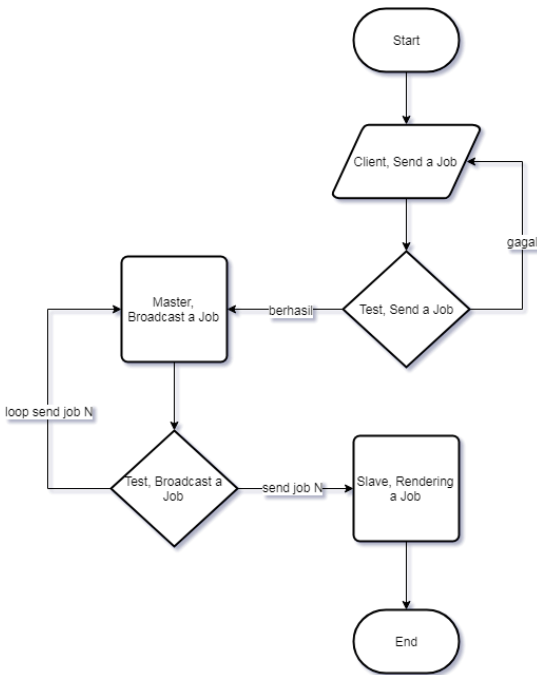 Start
Client, Send a Job
gagal
Test, Send a Job
berhasil
Master,
Broadcast a Job
loop send job N
Test, Broadcast a
Job
send job N
Slave, Rendering
a Job
End